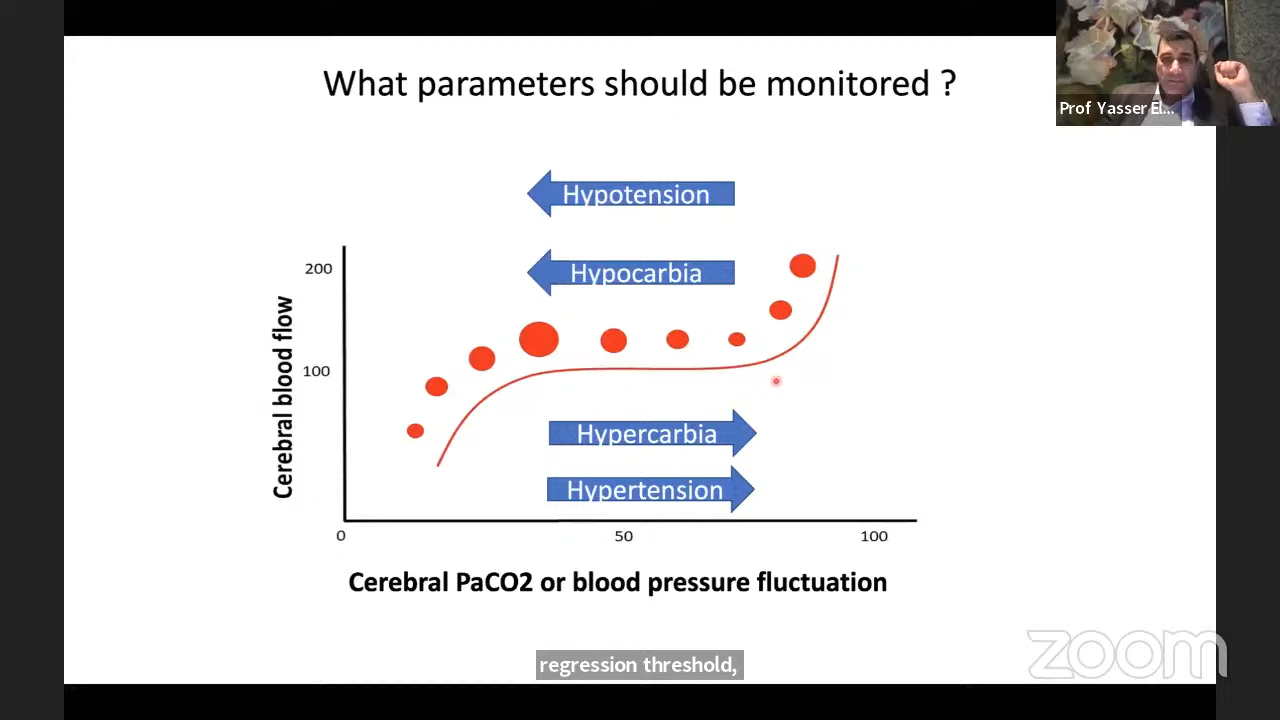 What parameters should be monitored ?
Prof Yasser El...
Hypotension
Hypocarbia
200
100
Cerebral blood flow
Hypercarbia
Hypertension
0
50
100
Cerebral PaCO2 or blood pressure fluctuation
regression threshold,
zoom